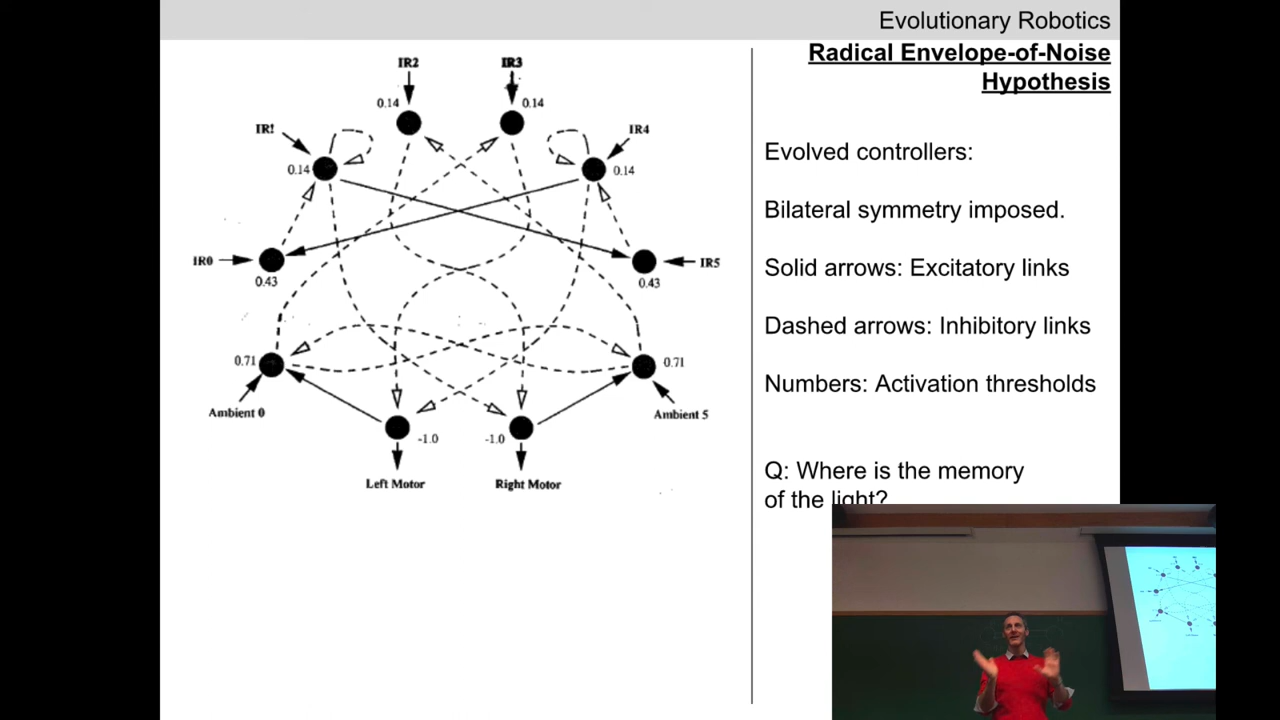 Evolutionary Robotics
Radical Envelope-of-Noise
Hypothesis
IR2
IR3
0.14
0.14
IR!
IR4
0.14
0.14
IR0
IR5
0.43
0.43
0.71
0.71
Ambient 0
Ambient 5
-1.0
-1.0
Left Motor
Right Motor
Evolved controllers:
Bilateral symmetry imposed.
Solid arrows: Excitatory links
Dashed arrows: Inhibitory links
Numbers: Activation thresholds
Q: Where is the memory
of the light?